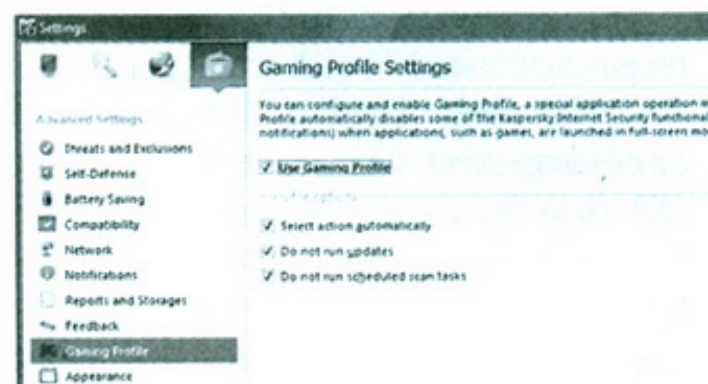 Settings
Gaming Profile Settings
You can configure and enable Gaming Profile, a special application operation m
Profile automatically disables some of the Kaspersky Internet Security functional
notifications) when applications, such as games, are launched in full-screen mo
Use Gaming Profile
Profile options
Select action automatically
Do not run updates
Do not run scheduled scan tasks
Advanced Settings
Threats and Exclusions
Self-Defense
Battery Saving
Compatibility
Network
Notifications
Reports and Storages
Feedback
Gaming Profile
Appearance